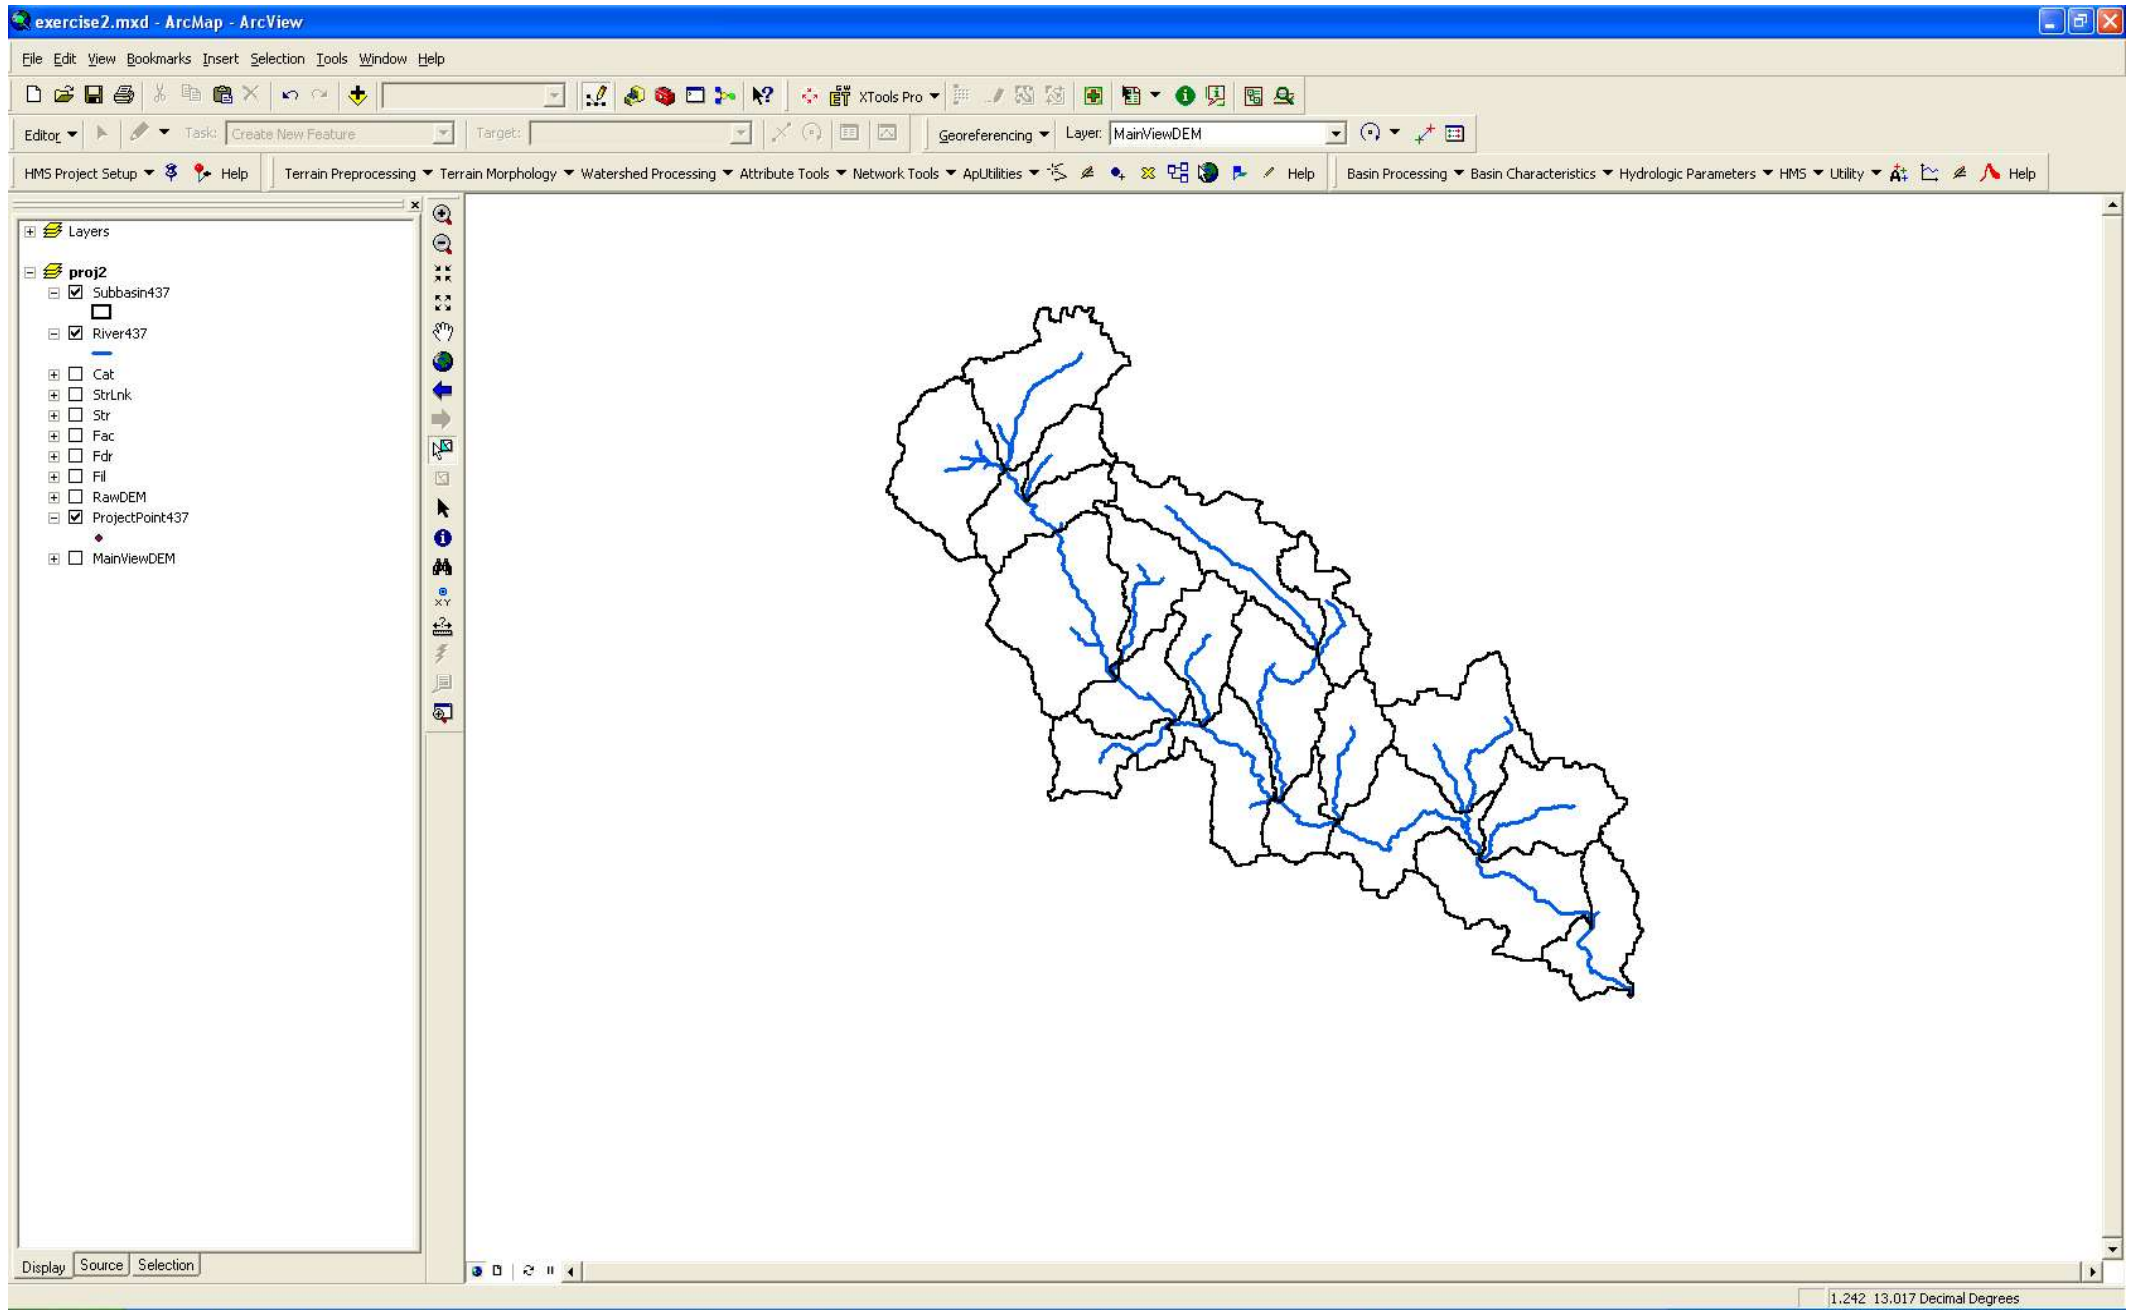 exercise2.mxd - ArcMap - ArcView
File Edit View Bookmarks Insert Selection Tools Window Help
XTools Pro
Editor Task: Create New Feature Target: Georeferencing Layer: MainViewDEM
HMS Project Setup Help Terrain Preprocessing Terrain Morphology Watershed Processing Attribute Tools Network Tools ApUtilities Help Basin Processing Basin Characteristics Hydrologic Parameters HMS Utility Help
Layers
proj2
Subbasin437
River437
Cat
StrLnk
Str
Fac
Fdr
Fil
RawDEM
ProjectPoint437
MainViewDEM
XY
Display Source Selection
1.242 13.017 Decimal Degrees